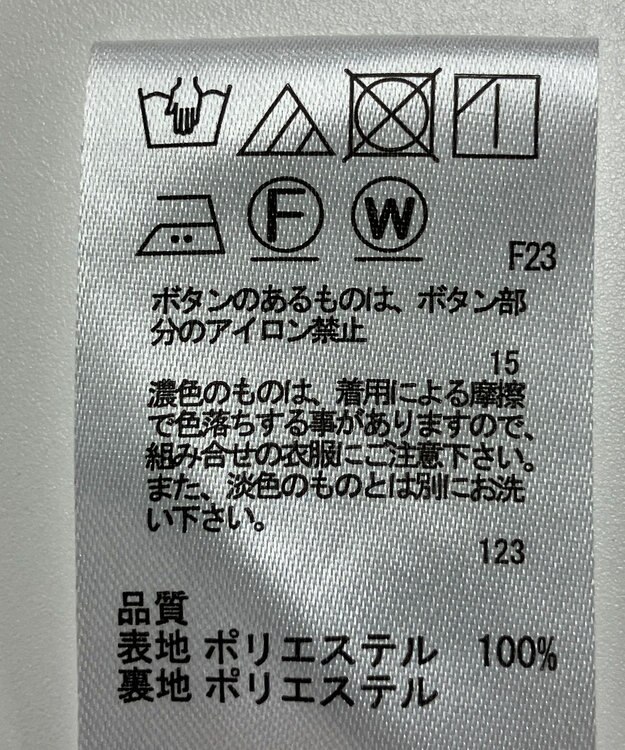 F W
F23
ボタンのあるものは、ボタン部
分のアイロン禁止
15
濃色のものは、着用による摩擦
で色落ちする事がありますので、
組み合せの衣服にご注意下さい。
また、淡色のものとは別にお洗
い下さい。
123
品質
表地 ポリエステル 100%
裏地 ポリエステル